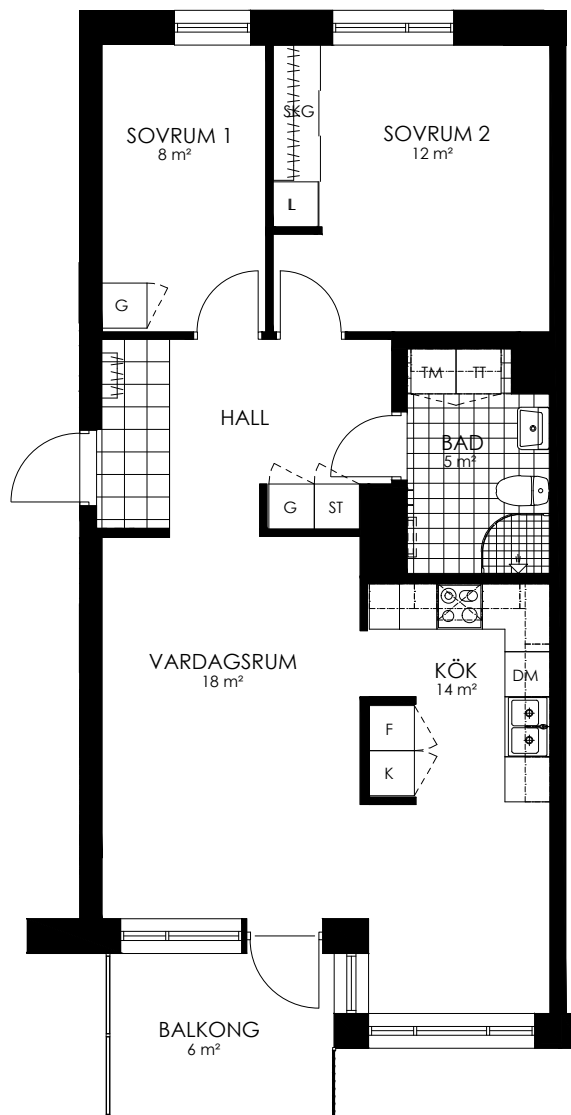 SOVRUM 1
8 m²
SKG
SOVRUM 2
12 m²
L
G
TM
TT
HALL
BAD
5 m²
G
ST
VARDAGSRUM
18 m²
KÖK
14 m²
DM
F
K
BALKONG
6 m²